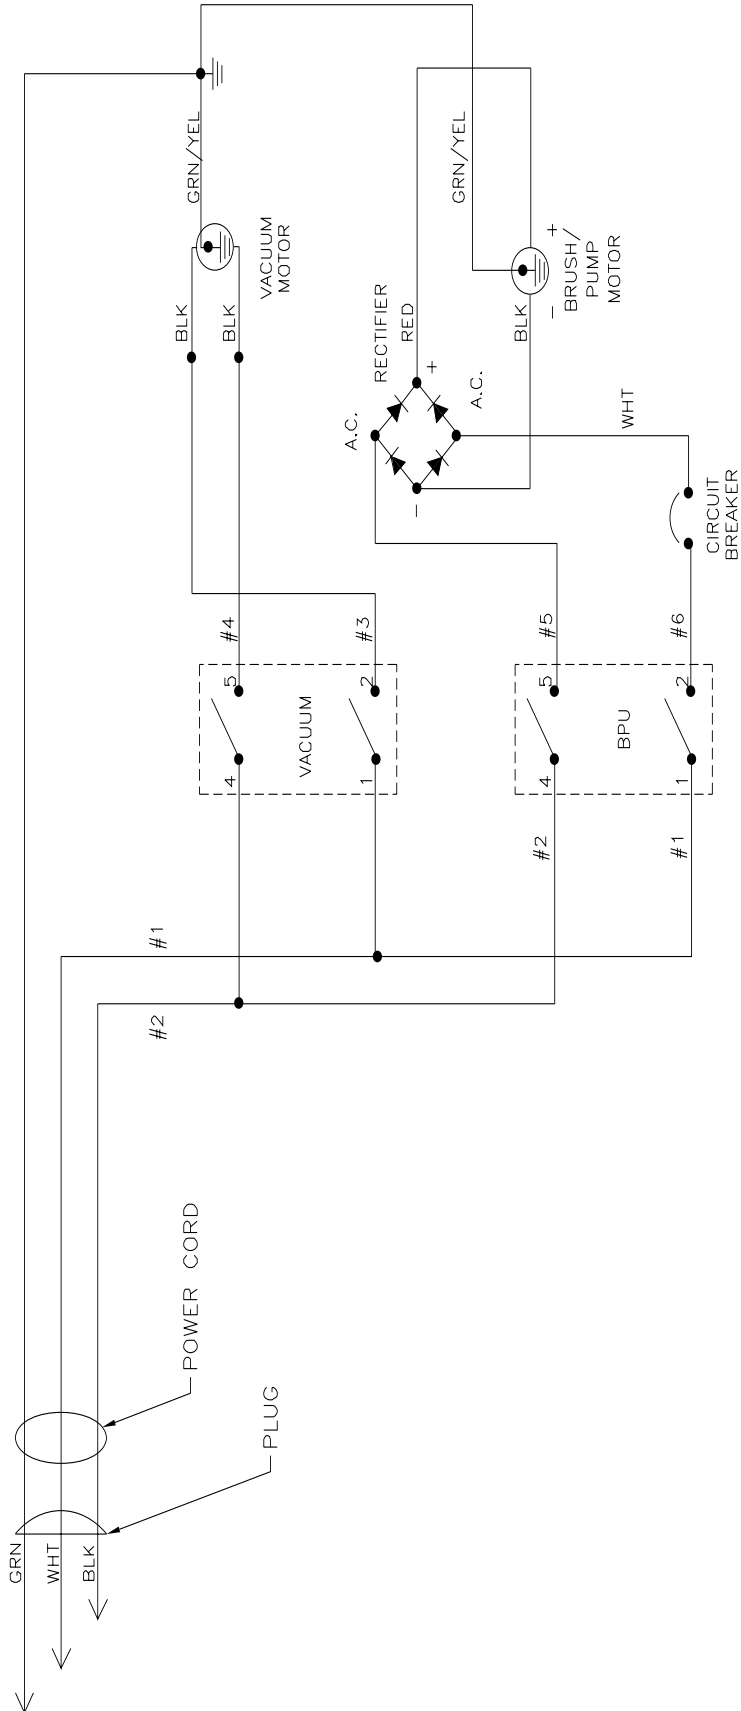 GRN
WHT
BLK
POWER CORD
PLUG
#1
#2
4
5
#4
VACUUM
1
2
#3
BLK
BLK
GRN/YEL
VACUUM
MOTOR
#2
4
5
#5
BPU
#1
1
2
#6
CIRCUIT
BREAKER
WHT
A.C.
RECTIFIER
RED
–
+
A.C.
GRN/YEL
BLK
– +
BRUSH/
PUMP
MOTOR